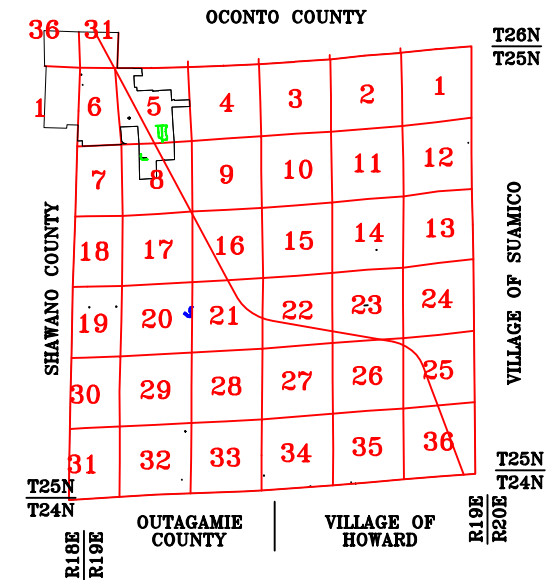 OCONTO COUNTY
36 31
T26N
T25N
1 6 5 4 3 2 1
7 8 9 10 11 12
18 17 16 15 14 13
19 20 21 22 23 24
30 29 28 27 26 25
31 32 33 34 35 36
SHAWANO COUNTY
VILLAGE OF SUAMICO
T25N
T24N
T25N
T24N
R18E
R19E
OUTAGAMIE
COUNTY
VILLAGE OF
HOWARD
R19E
R20E